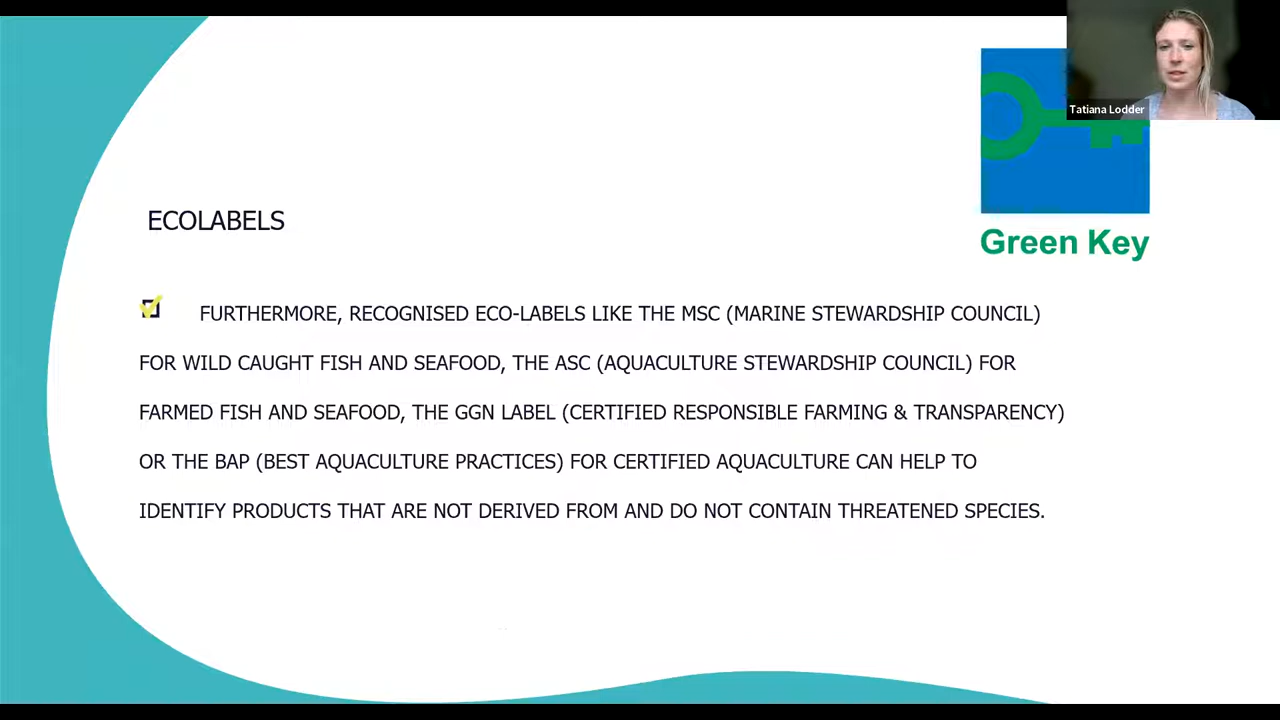 Tatiana Lodder
Green Key
ECOLABELS
FURTHERMORE, RECOGNISED ECO-LABELS LIKE THE MSC (MARINE STEWARDSHIP COUNCIL)
FOR WILD CAUGHT FISH AND SEAFOOD, THE ASC (AQUACULTURE STEWARDSHIP COUNCIL) FOR
FARMED FISH AND SEAFOOD, THE GGN LABEL (CERTIFIED RESPONSIBLE FARMING & TRANSPARENCY)
OR THE BAP (BEST AQUACULTURE PRACTICES) FOR CERTIFIED AQUACULTURE CAN HELP TO
IDENTIFY PRODUCTS THAT ARE NOT DERIVED FROM AND DO NOT CONTAIN THREATENED SPECIES.